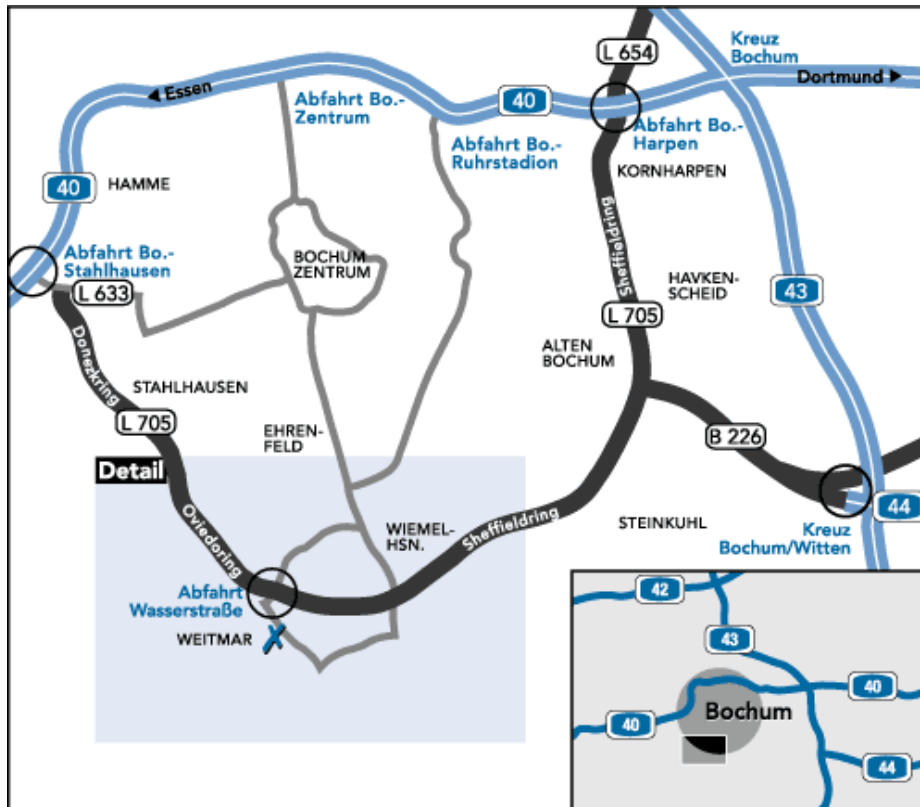 L 654
Kreuz
Bochum
Dortmund
Essen
Abfahrt Bo.-
Zentrum
40
Abfahrt Bo.-
Ruhrstadion
Abfahrt Bo.-
Harpen
KORNHARPEN
40
HAMME
Sheffieldring
Abfahrt Bo.-
Stahlhausen
BOCHUM
ZENTRUM
L 633
HAVKEN-
SCHEID
43
L 705
ALTEN
BOCHUM
Donezkring
STAHLHAUSEN
L 705
EHREN-
FELD
B 226
Detail
Oviedoring
WIEMEL-
HSN.
Sheffieldring
STEINKUHL
44
Kreuz
Bochum/Witten
Abfahrt
Wasserstraße
WEITMAR
42
43
40
Bochum
40
44